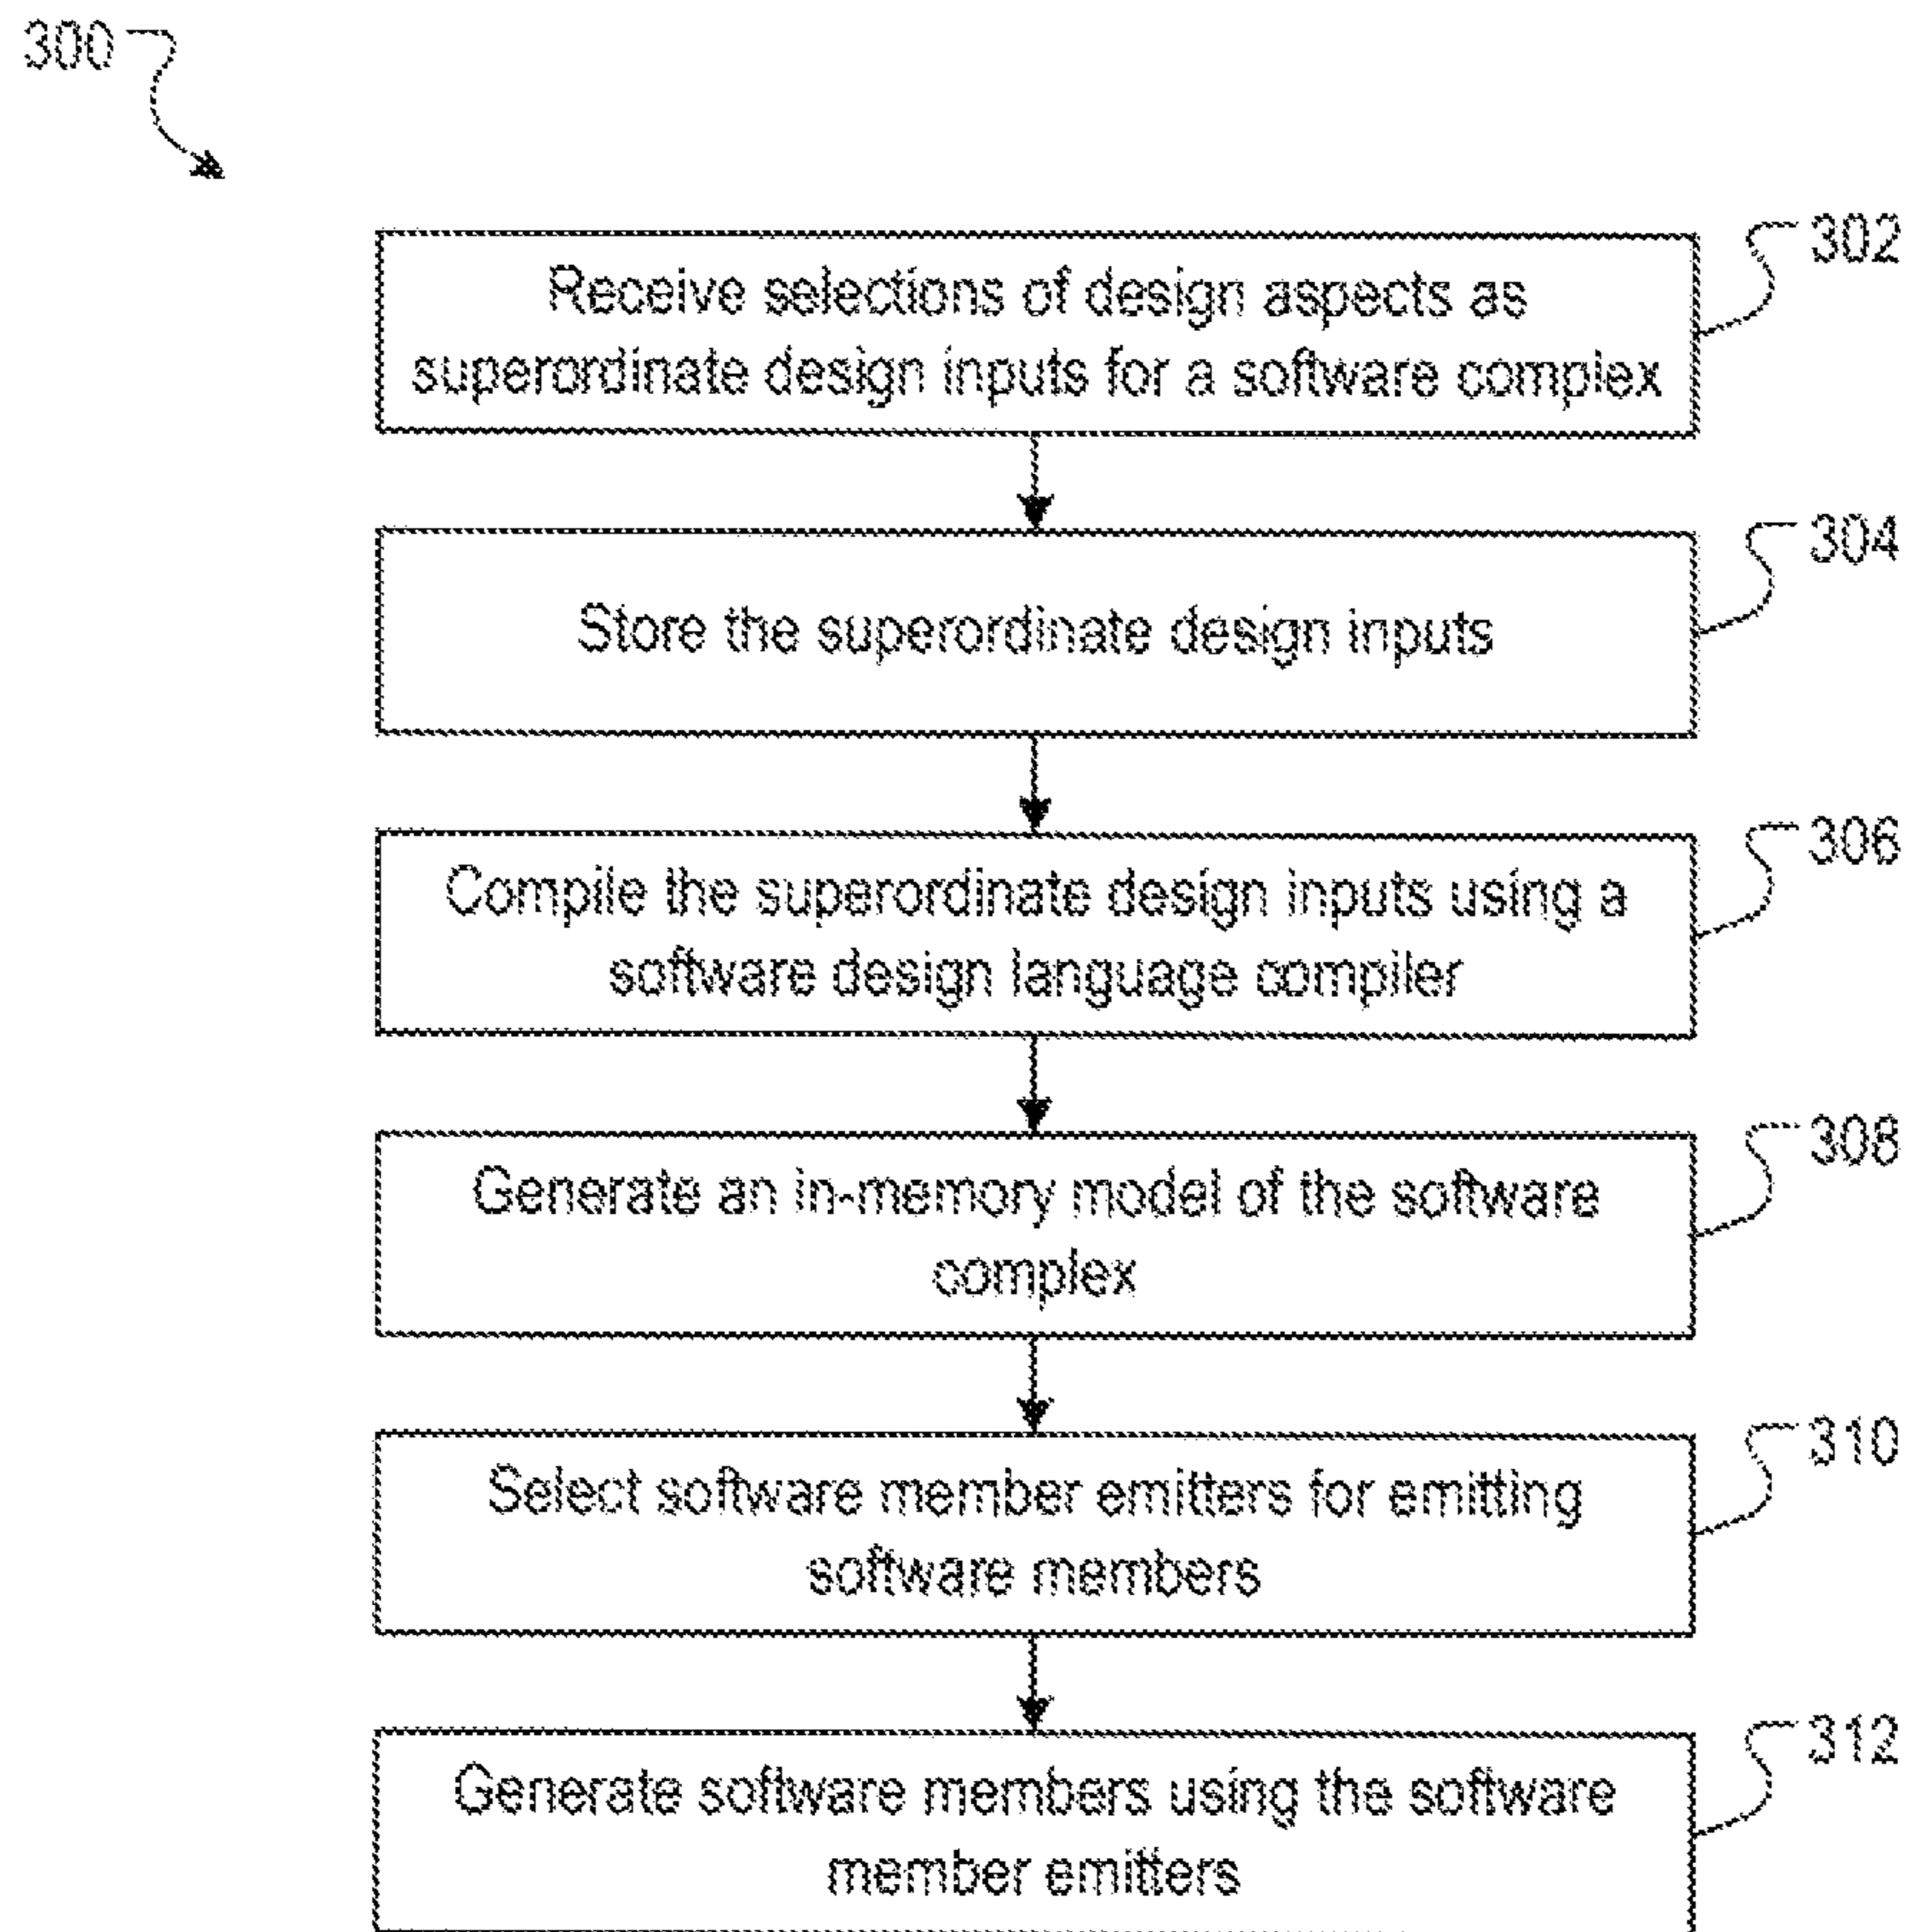 300
302
Receive selections of design aspects as
superordinate design inputs for a software complex
304
Store the superordinate design inputs
306
Compile the superordinate design inputs using a
software design language compiler
308
Generate an in-memory model of the software
complex
310
Select software member emitters for emitting
software members
312
Generate software members using the software
member emitters